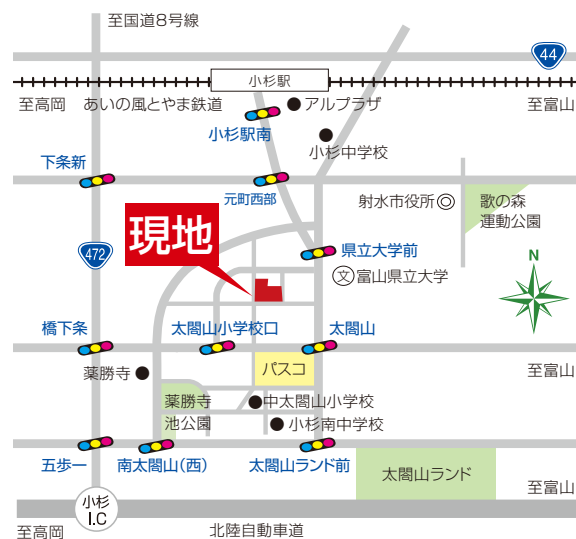 至国道8号線
44
小杉駅
至高岡
あいの風とやま鉄道
アルプラザ
至富山
小杉駅南
小杉中学校
下条新
元町西部
射水市役所
歌の森
運動公園
現地
472
県立大学前
文
富山県立大学
N
橋下条
太閤山小学校口
太閤山
薬勝寺
パスコ
至富山
薬勝寺
池公園
中太閤山小学校
小杉南中学校
五歩一
南太閤山(西)
太閤山ランド前
太閤山ランド
小杉
I.C
至富山
至高岡
北陸自動車道